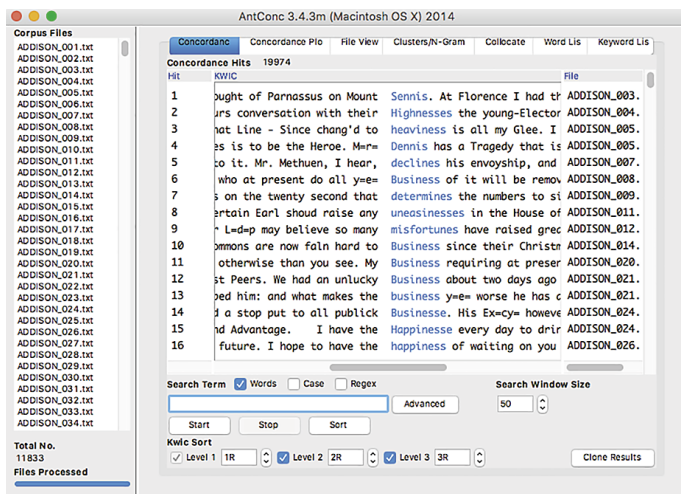 AntConc 3.4.3m (Macintosh OS X) 2014
Corpus Files
ADDISON_001.txt
ADDISON_002.txt
ADDISON_003.txt
ADDISON_004.txt
ADDISON_005.txt
ADDISON_006.txt
ADDISON_007.txt
ADDISON_008.txt
ADDISON_009.txt
ADDISON_010.txt
ADDISON_011.txt
ADDISON_012.txt
ADDISON_013.txt
ADDISON_014.txt
ADDISON_015.txt
ADDISON_016.txt
ADDISON_017.txt
ADDISON_018.txt
ADDISON_019.txt
ADDISON_020.txt
ADDISON_021.txt
ADDISON_022.txt
ADDISON_023.txt
ADDISON_024.txt
ADDISON_025.txt
ADDISON_026.txt
ADDISON_027.txt
ADDISON_028.txt
ADDISON_029.txt
ADDISON_030.txt
ADDISON_031.txt
ADDISON_032.txt
ADDISON_033.txt
ADDISON_034.txt
Total No.
11833
Files Processed
Concordanc Concordance Plo File View Clusters/N-Gram Collocate Word Lis Keyword Lis
Concordance Hits 19974
Hit KWIC File
1 ought of Parnassus on Mount Sennis. At Florence I had th ADDISON_003.
2 urs conversation with their Highnesses the young-Elector ADDISON_004.
3 hat Line - Since chang'd to heaviness is all my Glee. I ADDISON_005.
4 es is to be the Heroe. M=r= Dennis has a Tragedy that is ADDISON_005.
5 to it. Mr. Methuen, I hear, declines his envoyship, and ADDISON_007.
6 who at present do all y=e= Business of it will be remov ADDISON_008.
7 s on the twenty second that determines the numbers to si ADDISON_009.
8 ertain Earl shoud raise any uneasinesses in the House of ADDISON_011.
9 r L=d=p may believe so many misfortunes have raised grea ADDISON_012.
10 ommons are now faln hard to Business since their Christm ADDISON_014.
11 otherwise than you see. My Business requiring at preser ADDISON_020.
12 st Peers. We had an unlucky Business about two days ago ADDISON_021.
13 bed him: and what makes the business y=e= worse he has a ADDISON_021.
14 d a stop put to all publick Businesse. His Ex=cy= howeve ADDISON_024.
15 nd Advantage. I have the Happinesse every day to drir ADDISON_024.
16 future. I hope to have the happiness of waiting on you ADDISON_026.
Search Term Words Case Regex Search Window Size
Advanced 50
Start Stop Sort
Kwic Sort
Level 1 1R Level 2 2R Level 3 3R Clone Results